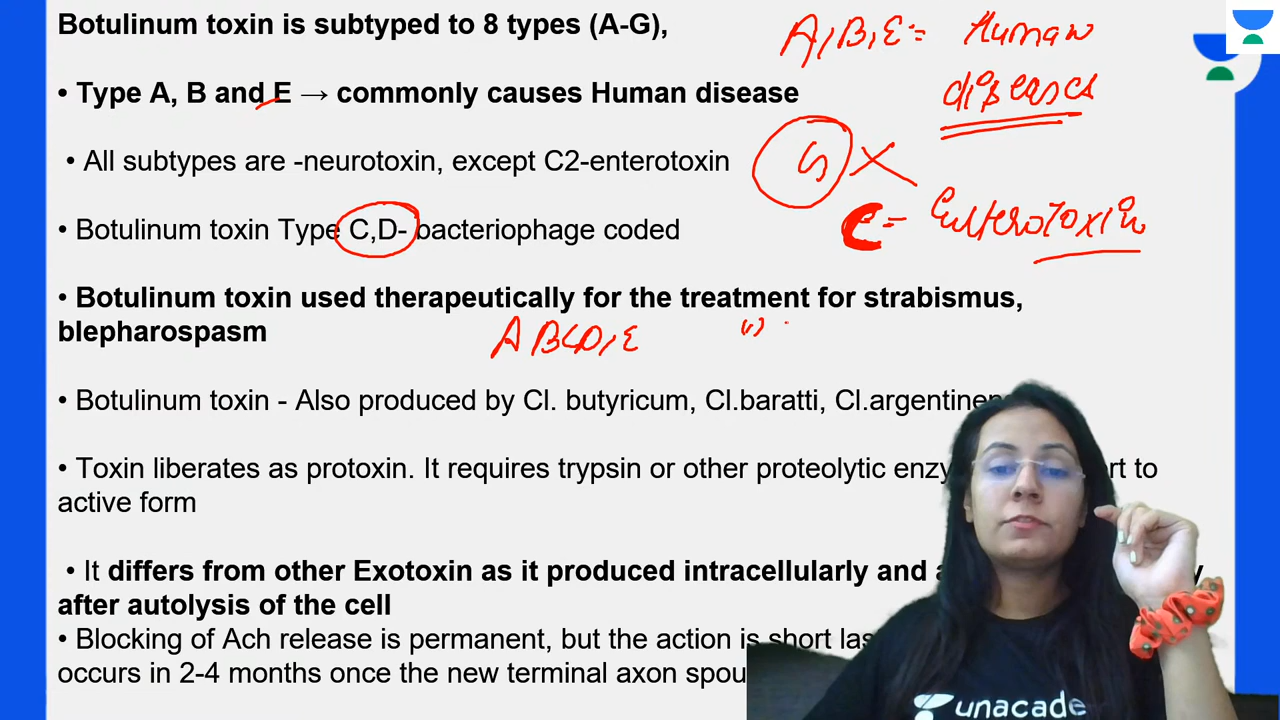 Botulinum toxin is subtyped to 8 types (A-G),
A,B,E= Human
diseases
• Type A, B and E → commonly causes Human disease
• All subtypes are -neurotoxin, except C2-enterotoxin
G
C= Enterotoxin
• Botulinum toxin Type C,D- bacteriophage coded
• Botulinum toxin used therapeutically for the treatment for strabismus,
blepharospasm
A B C D, E
• Botulinum toxin - Also produced by Cl. butyricum, Cl.baratti,
• Toxin liberates as protoxin. It requires trypsin or other proteolytic to
active form
• It differs from other Exotoxin as it produced intracellularly and
after autolysis of the cell
• Blocking of Ach release is permanent, but the action is short
occurs in 2-4 months once the new terminal axon
unacade